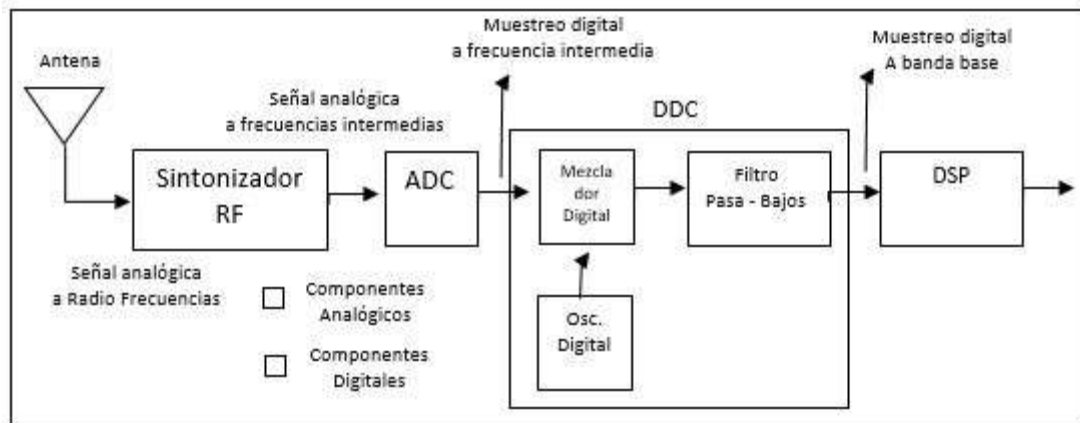 Antena
Señal analógica
a Radio Frecuencias
Sintonizador
RF
Señal analógica
a frecuencias intermedias
ADC
Muestreo digital
a frecuencia intermedia
DDC
Mezcla
dor
Digital
Osc.
Digital
Filtro
Pasa - Bajos
Muestreo digital
A banda base
DSP
Componentes
Analógicos
Componentes
Digitales